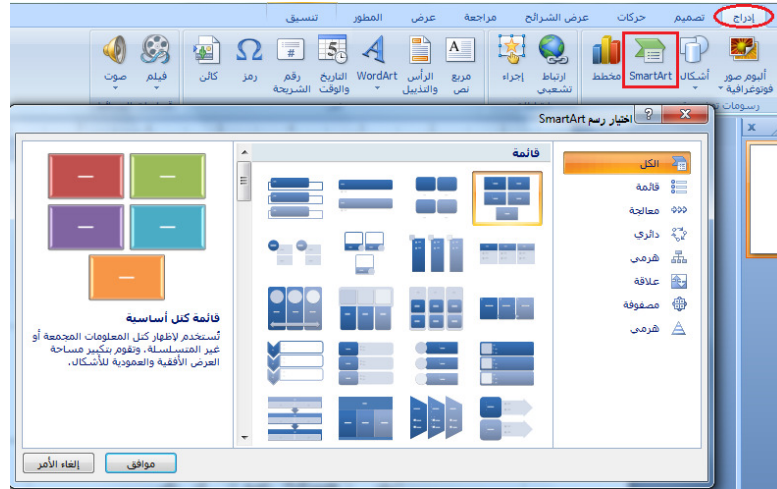 إدراج تصميم حركات عرض الشرائح مراجعة عرض المطور تنسيق
ألبوم صور فوتوغرافية
أشكال
SmartArt
مخطط
ارتباط تشعبي
إجراء
مربع نص
الرأس والتذييل
WordArt
التاريخ والوقت
رقم الشريحة
رمز
كائن
فيلم
صوت
رسومات
اختيار رسم SmartArt
الكل
قائمة
معالجة
دائري
هرمي
علاقة
مصفوفة
هرمي
قائمة
قائمة كتل أساسية
تُستخدم لإظهار كتل المعلومات المجمعة أو
غير المتسلسلة، وتقوم بتكبير مساحة
العرض الأفقية والعمودية للأشكال.
موافق
إلغاء الأمر